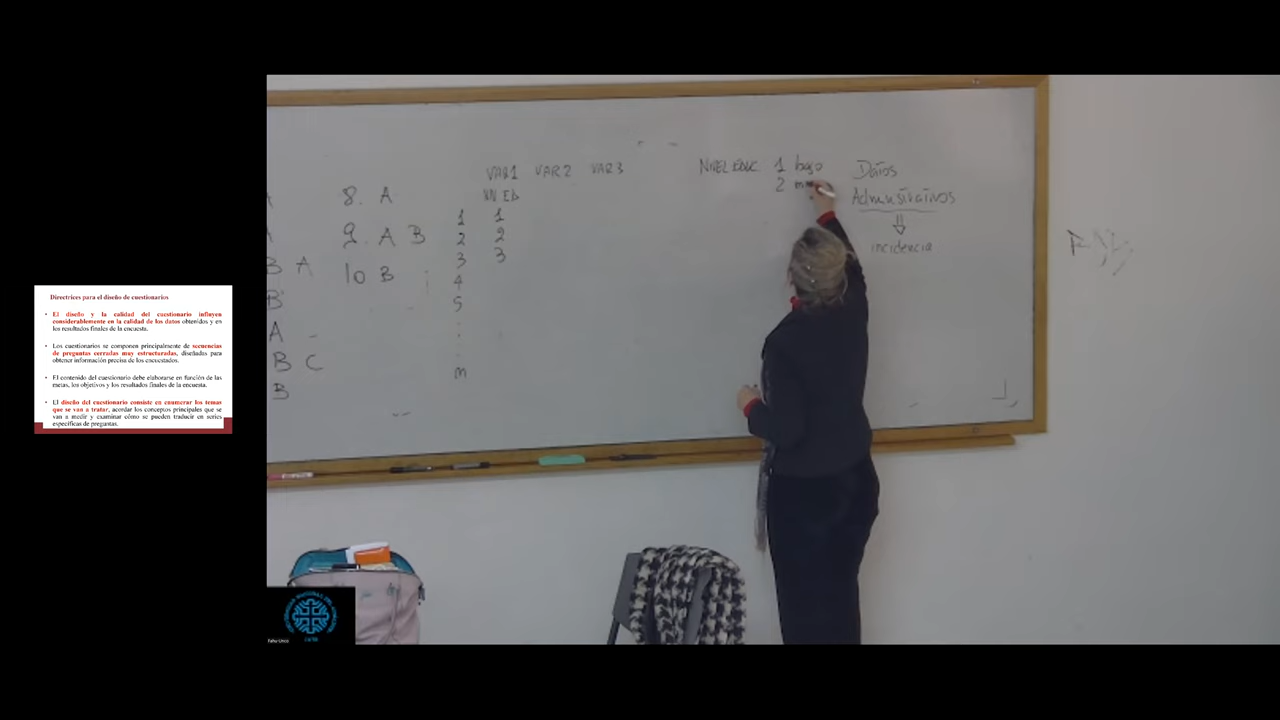 Directrices para el diseño de cuestionarios
• El diseño y la calidad del cuestionario influyen
considerablemente en la calidad de los datos obtenidos y en
los resultados finales de la encuesta.
• Los cuestionarios se componen principalmente de secuencias
de preguntas cerradas muy estructuradas, diseñadas para
obtener información precisa de los encuestados.
• El contenido del cuestionario debe elaborarse en función de las
metas, los objetivos y los resultados finales de la encuesta.
• El diseño del cuestionario consiste en enumerar los temas
que se van a tratar, acordar los conceptos principales que se
van a medir y examinar cómo se pueden traducir en series
específicas de preguntas.
A
A
B A
B
A
B C
B
8. A
9. A B
10 B
VAR1 VAR2 VAR3
1 1
2 2
3 3
4
5
m
NIVEL EDUC. 1 bajo
2 m
Datos
incidencia